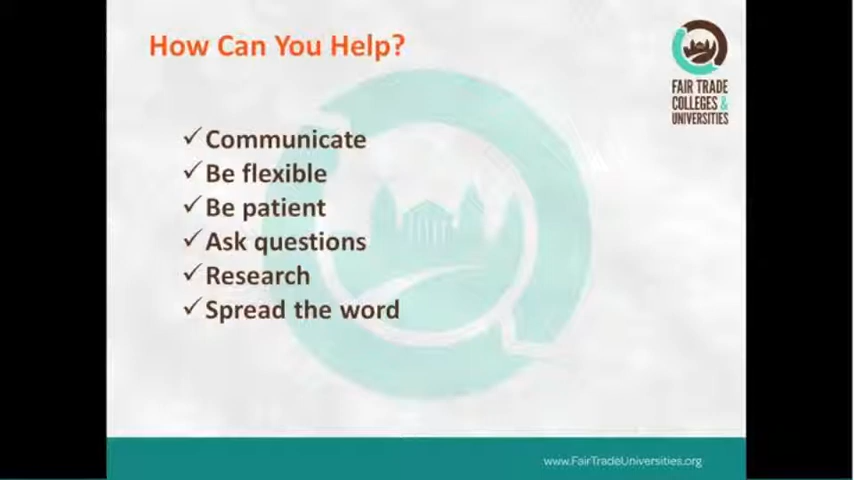 How Can You Help?
FAIR TRADE
COLLEGES &
UNIVERSITIES
✓Communicate
✓Be flexible
✓Be patient
✓Ask questions
✓Research
✓Spread the word
www.FairTradeUniversities.org